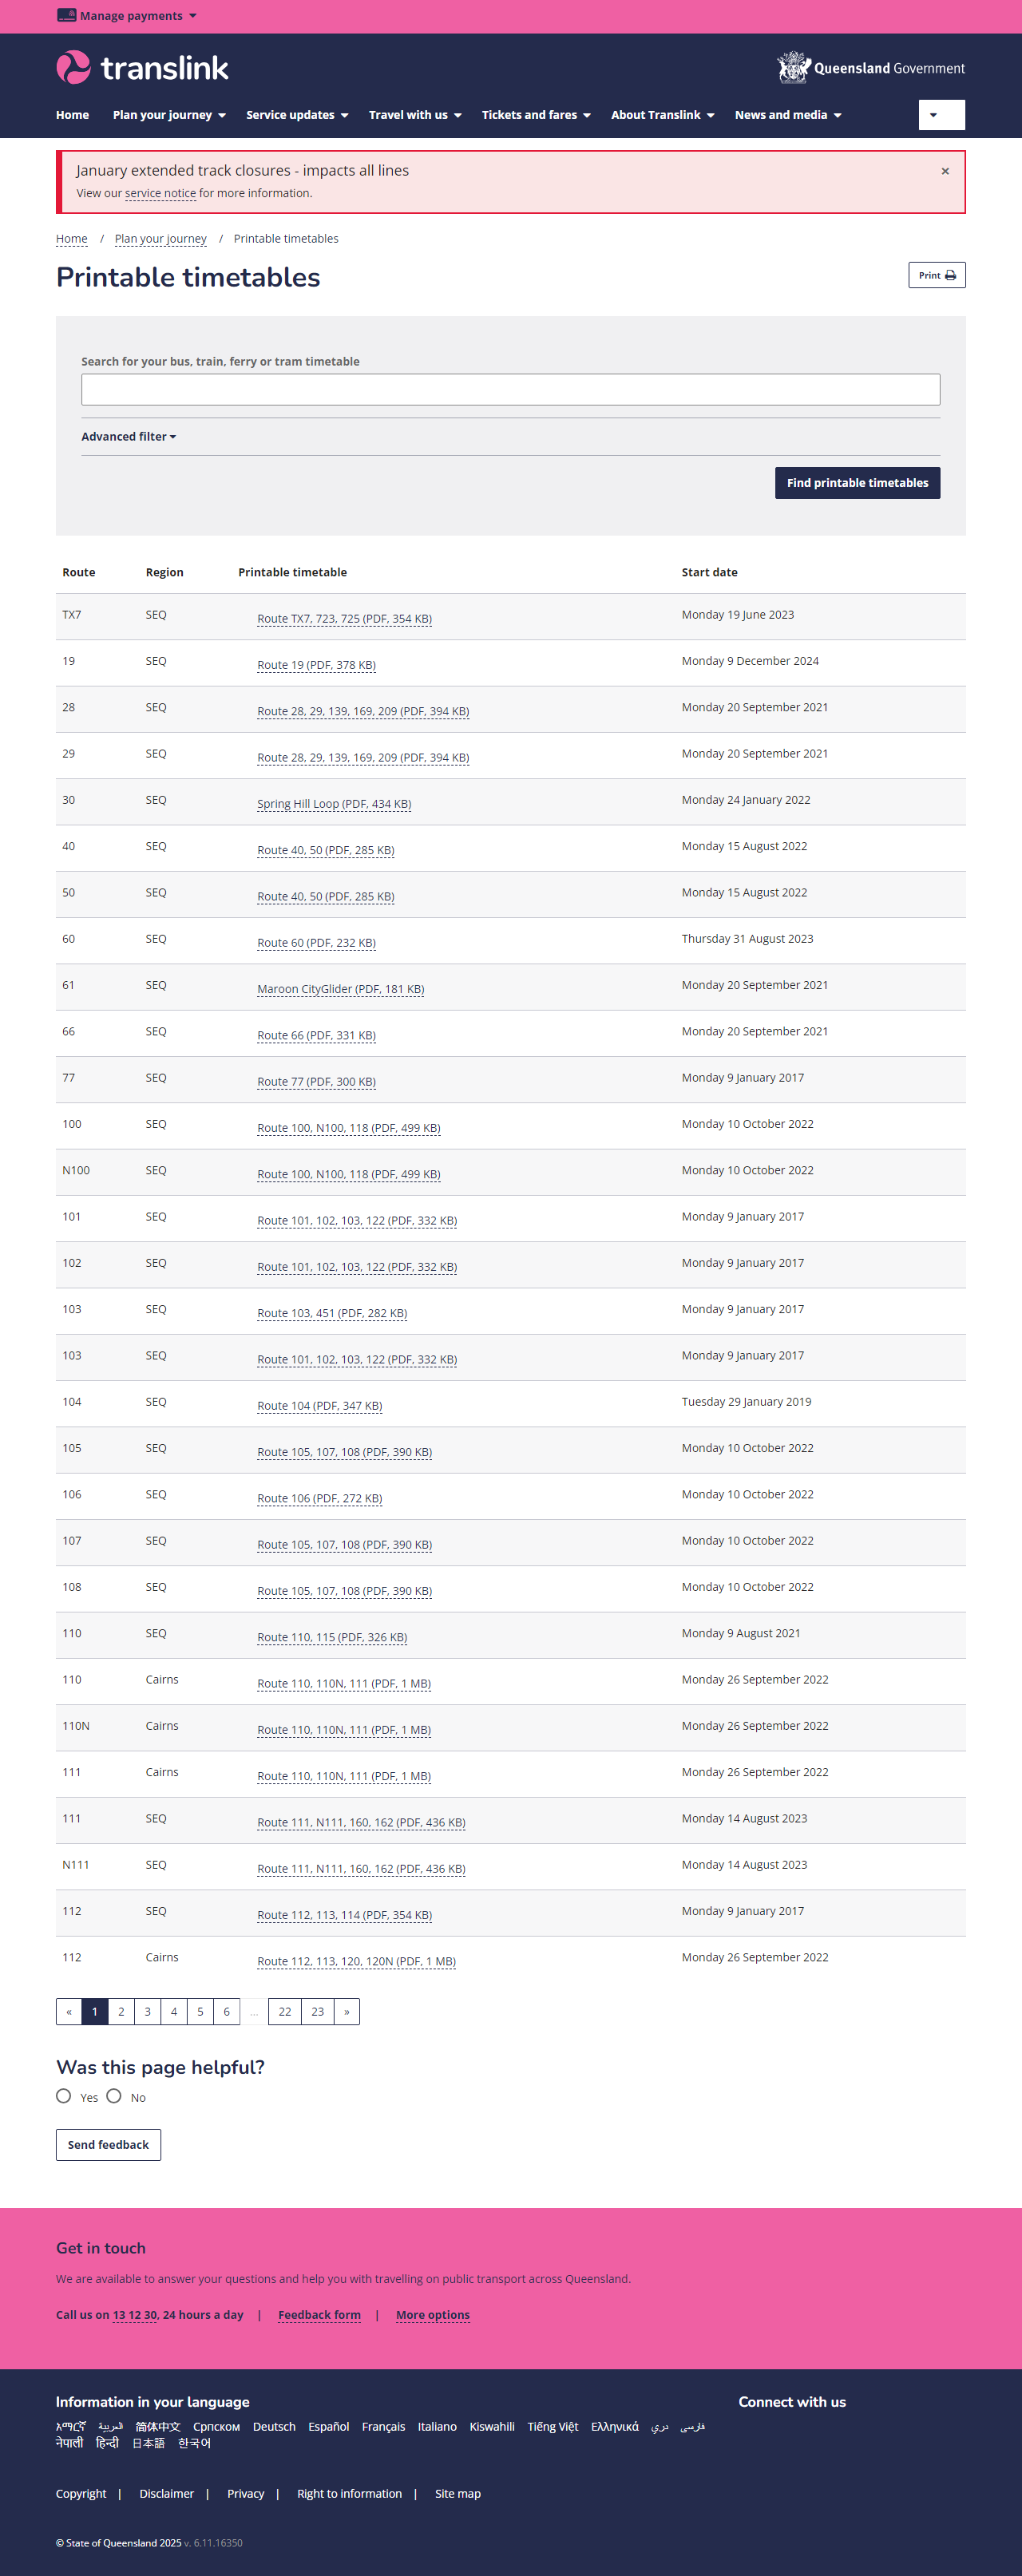 Manage payments
translink
Queensland Government
Home Plan your journey Service updates Travel with us Tickets and fares About Translink News and media
January extended track closures - impacts all lines ×
View our service notice for more information.
Home / Plan your journey / Printable timetables
Printable timetables Print
Search for your bus, train, ferry or tram timetable
Advanced filter
Find printable timetables
Route Region Printable timetable Start date
TX7 SEQ Route TX7, 723, 725 (PDF, 354 KB) Monday 19 June 2023
19 SEQ Route 19 (PDF, 378 KB) Monday 9 December 2024
28 SEQ Route 28, 29, 139, 169, 209 (PDF, 394 KB) Monday 20 September 2021
29 SEQ Route 28, 29, 139, 169, 209 (PDF, 394 KB) Monday 20 September 2021
30 SEQ Spring Hill Loop (PDF, 434 KB) Monday 24 January 2022
40 SEQ Route 40, 50 (PDF, 285 KB) Monday 15 August 2022
50 SEQ Route 40, 50 (PDF, 285 KB) Monday 15 August 2022
60 SEQ Route 60 (PDF, 232 KB) Thursday 31 August 2023
61 SEQ Maroon CityGlider (PDF, 181 KB) Monday 20 September 2021
66 SEQ Route 66 (PDF, 331 KB) Monday 20 September 2021
77 SEQ Route 77 (PDF, 300 KB) Monday 9 January 2017
100 SEQ Route 100, N100, 118 (PDF, 499 KB) Monday 10 October 2022
N100 SEQ Route 100, N100, 118 (PDF, 499 KB) Monday 10 October 2022
101 SEQ Route 101, 102, 103, 122 (PDF, 332 KB) Monday 9 January 2017
102 SEQ Route 101, 102, 103, 122 (PDF, 332 KB) Monday 9 January 2017
103 SEQ Route 103, 451 (PDF, 282 KB) Monday 9 January 2017
103 SEQ Route 101, 102, 103, 122 (PDF, 332 KB) Monday 9 January 2017
104 SEQ Route 104 (PDF, 347 KB) Tuesday 29 January 2019
105 SEQ Route 105, 107, 108 (PDF, 390 KB) Monday 10 October 2022
106 SEQ Route 106 (PDF, 272 KB) Monday 10 October 2022
107 SEQ Route 105, 107, 108 (PDF, 390 KB) Monday 10 October 2022
108 SEQ Route 105, 107, 108 (PDF, 390 KB) Monday 10 October 2022
110 SEQ Route 110, 115 (PDF, 326 KB) Monday 9 August 2021
110 Cairns Route 110, 110N, 111 (PDF, 1 MB) Monday 26 September 2022
110N Cairns Route 110, 110N, 111 (PDF, 1 MB) Monday 26 September 2022
111 Cairns Route 110, 110N, 111 (PDF, 1 MB) Monday 26 September 2022
111 SEQ Route 111, N111, 160, 162 (PDF, 436 KB) Monday 14 August 2023
N111 SEQ Route 111, N111, 160, 162 (PDF, 436 KB) Monday 14 August 2023
112 SEQ Route 112, 113, 114 (PDF, 354 KB) Monday 9 January 2017
112 Cairns Route 112, 113, 120, 120N (PDF, 1 MB) Monday 26 September 2022
« 1 2 3 4 5 6 ... 22 23 »
Was this page helpful?
Yes No
Send feedback
Get in touch
We are available to answer your questions and help you with travelling on public transport across Queensland.
Call us on 13 12 30, 24 hours a day | Feedback form | More options
Information in your language Connect with us
አማርኛ العربية 简体中文 Српском Deutsch Español Français Italiano Kiswahili Tiếng Việt Ελληνικά دری فارسی
नेपाली हिन्दी 日本語 한국어
Copyright | Disclaimer | Privacy | Right to information | Site map
© State of Queensland 2025 v. 6.11.16350